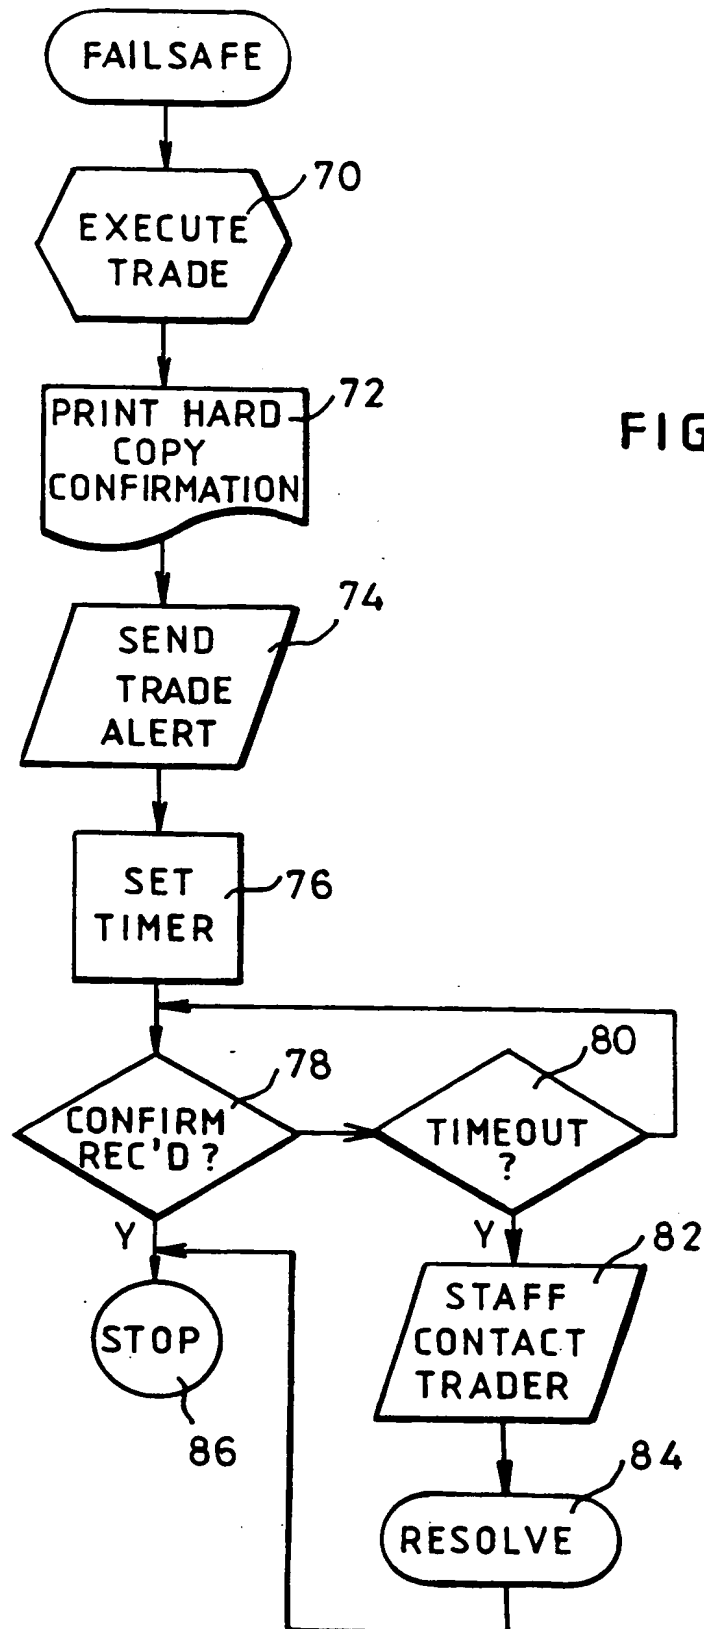 FAILSAFE
70
EXECUTE
TRADE
72
PRINT HARD
COPY
CONFIRMATION
FIG
74
SEND
TRADE
ALERT
SET
TIMER
76
78
CONFIRM
REC'D ?
80
TIMEOUT
?
Y
Y
82
STAFF
CONTACT
TRADER
STOP
86
84
RESOLVE